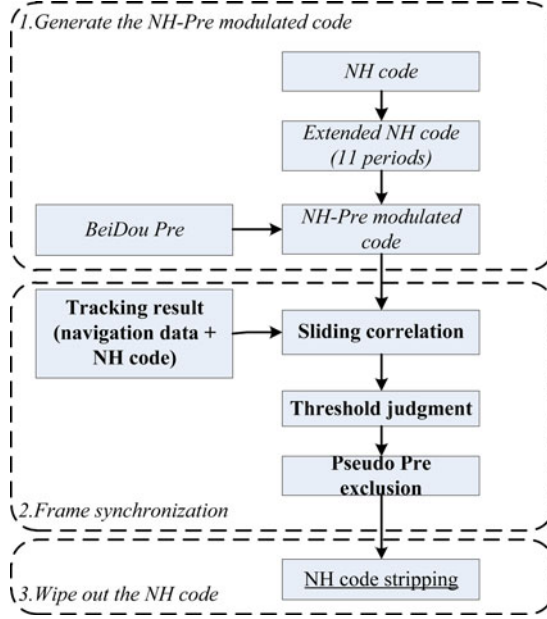 1.Generate the NH-Pre modulated code
NH code
Extended NH code
(11 periods)
BeiDou Pre
NH-Pre modulated
code
Tracking result
(navigation data +
NH code)
Sliding correlation
Threshold judgment
Pseudo Pre
exclusion
2.Frame synchronization
NH code stripping
3.Wipe out the NH code